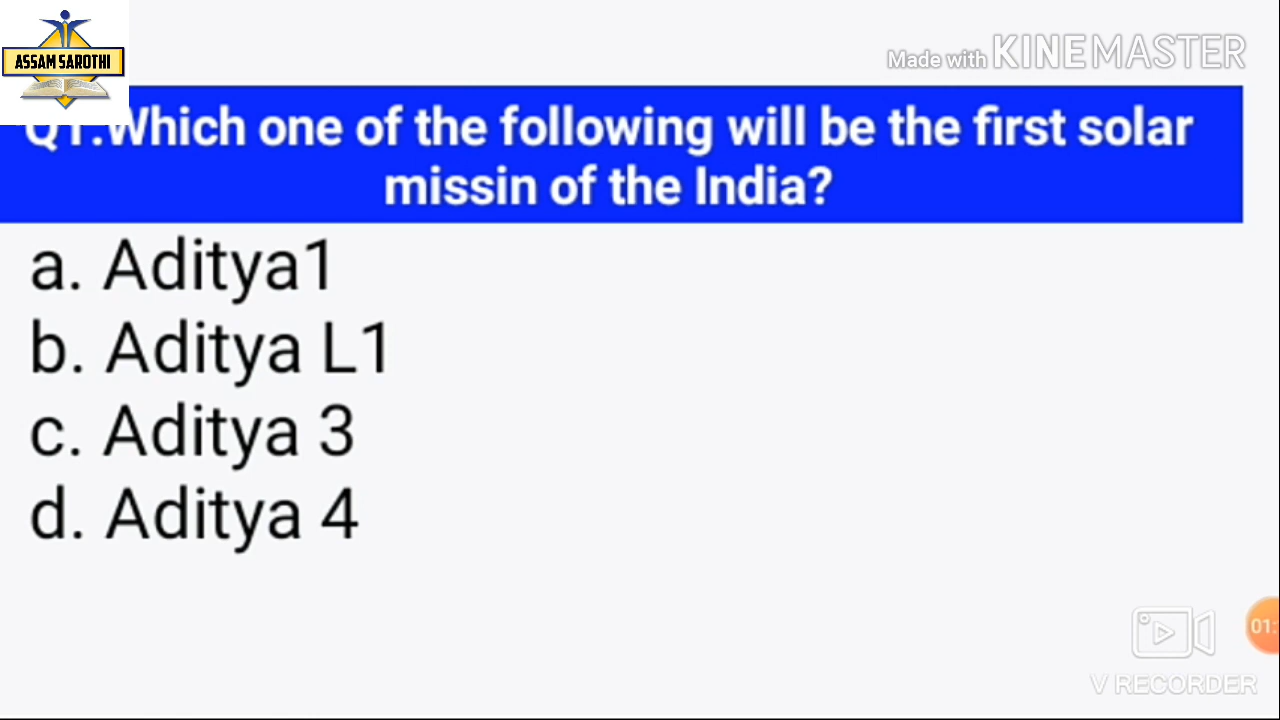 ASSAM SAROTHI
Made with KINEMASTER
Q1.Which one of the following will be the first solar
missin of the India?
a. Aditya1
b. Aditya L1
c. Aditya 3
d. Aditya 4
01:
V RECORDER